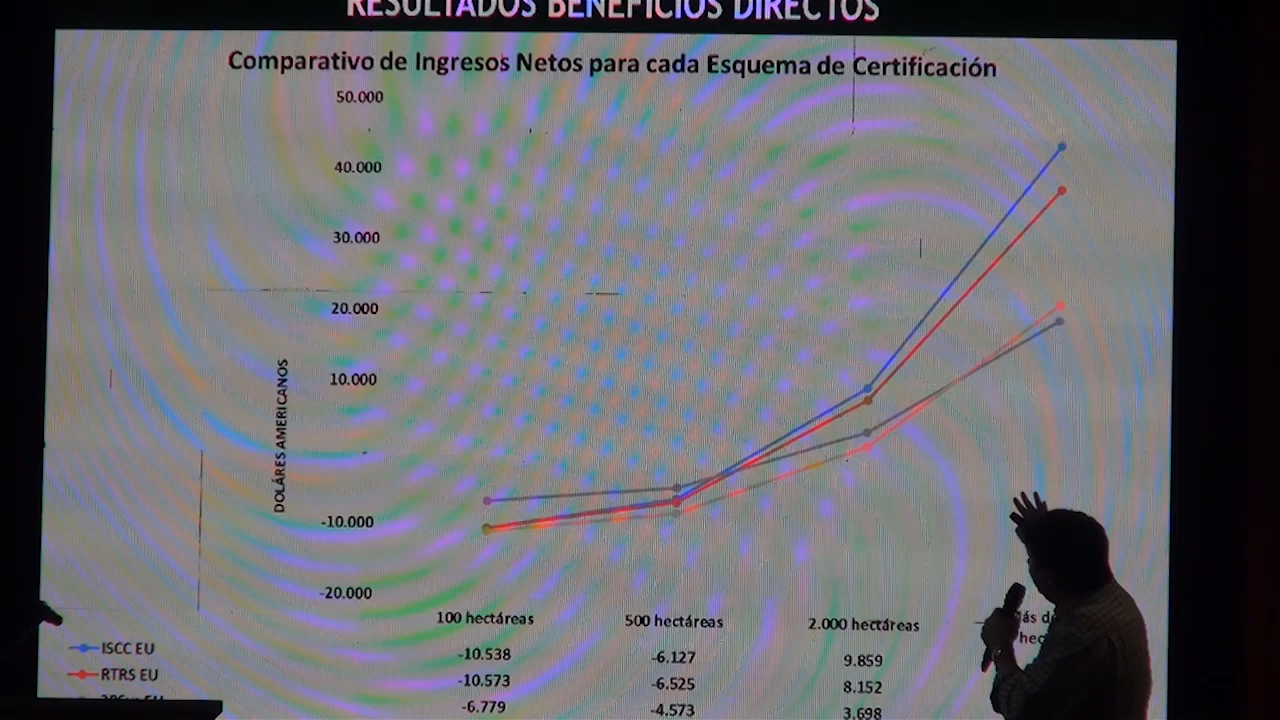 RESULTADOS BENEFICIOS DIRECTOS
Comparativo de Ingresos Netos para cada Esquema de Certificación
50.000
40.000
30.000
20.000
10.000
-
-10.000
-20.000
DOLÁRES AMERICANOS
100 hectáreas 500 hectáreas 2.000 hectáreas
ISCC EU -10.538 -6.127 9.859
RTRS EU -10.573 -6.525 8.152
-6.779 -4.573 3.698